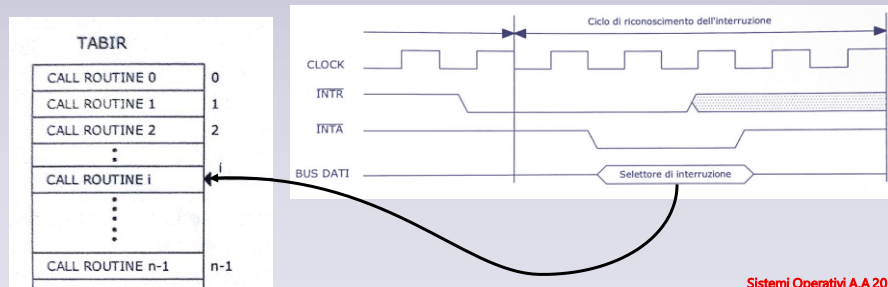 TABIR
CALL ROUTINE 0 0
CALL ROUTINE 1 1
CALL ROUTINE 2 2
CALL ROUTINE i i
CALL ROUTINE n-1 n-1
Ciclo di riconoscimento dell'interruzione
CLOCK
INTR
INTA
BUS DATI Selettore di interruzione
Sistemi Operativi A.A 20